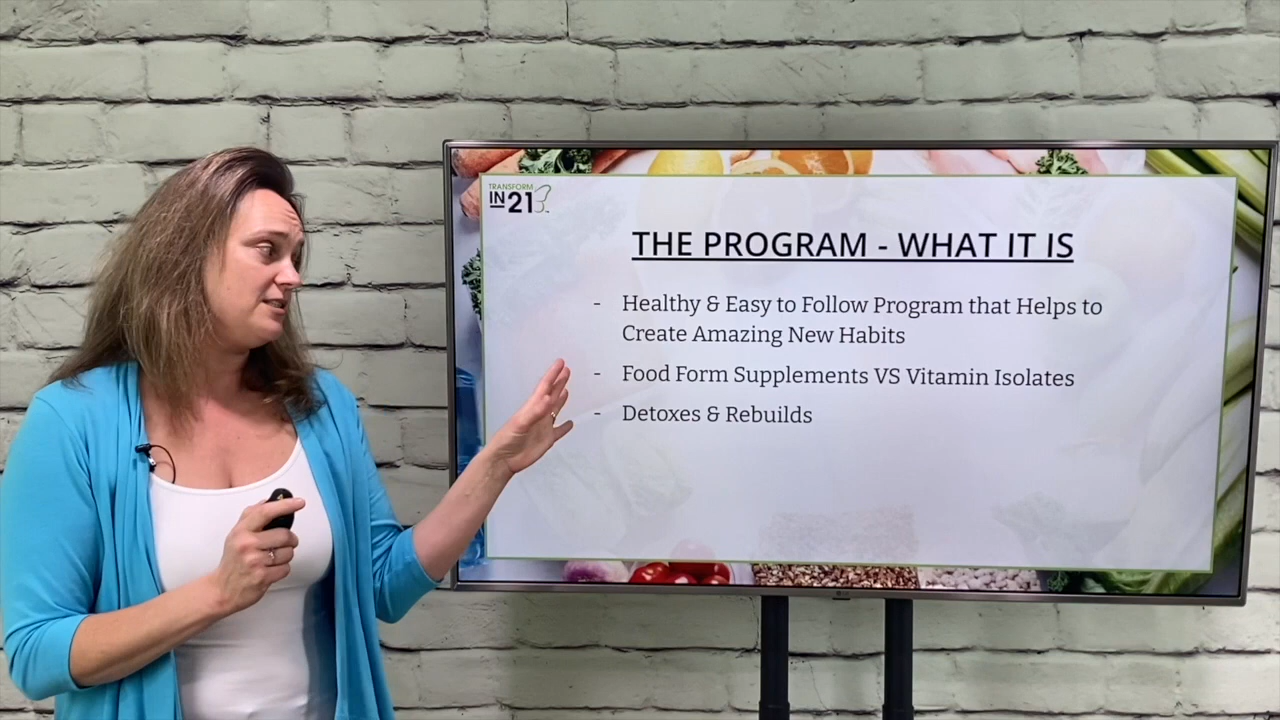 TRANSFORM
IN 21
THE PROGRAM - WHAT IT IS
- Healthy & Easy to Follow Program that Helps to
Create Amazing New Habits
- Food Form Supplements VS Vitamin Isolates
- Detoxes & Rebuilds
LG